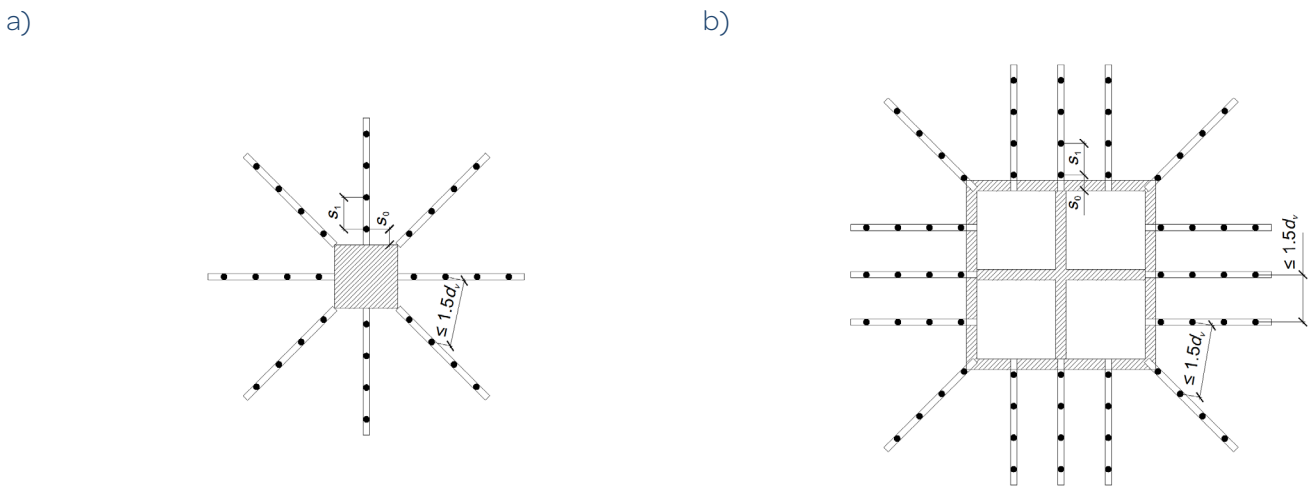 a)
s₁
s₀
≤ 1.5dᵥ
b)
s₁
s₀
≤ 1.5dᵥ
≤ 1.5dᵥ